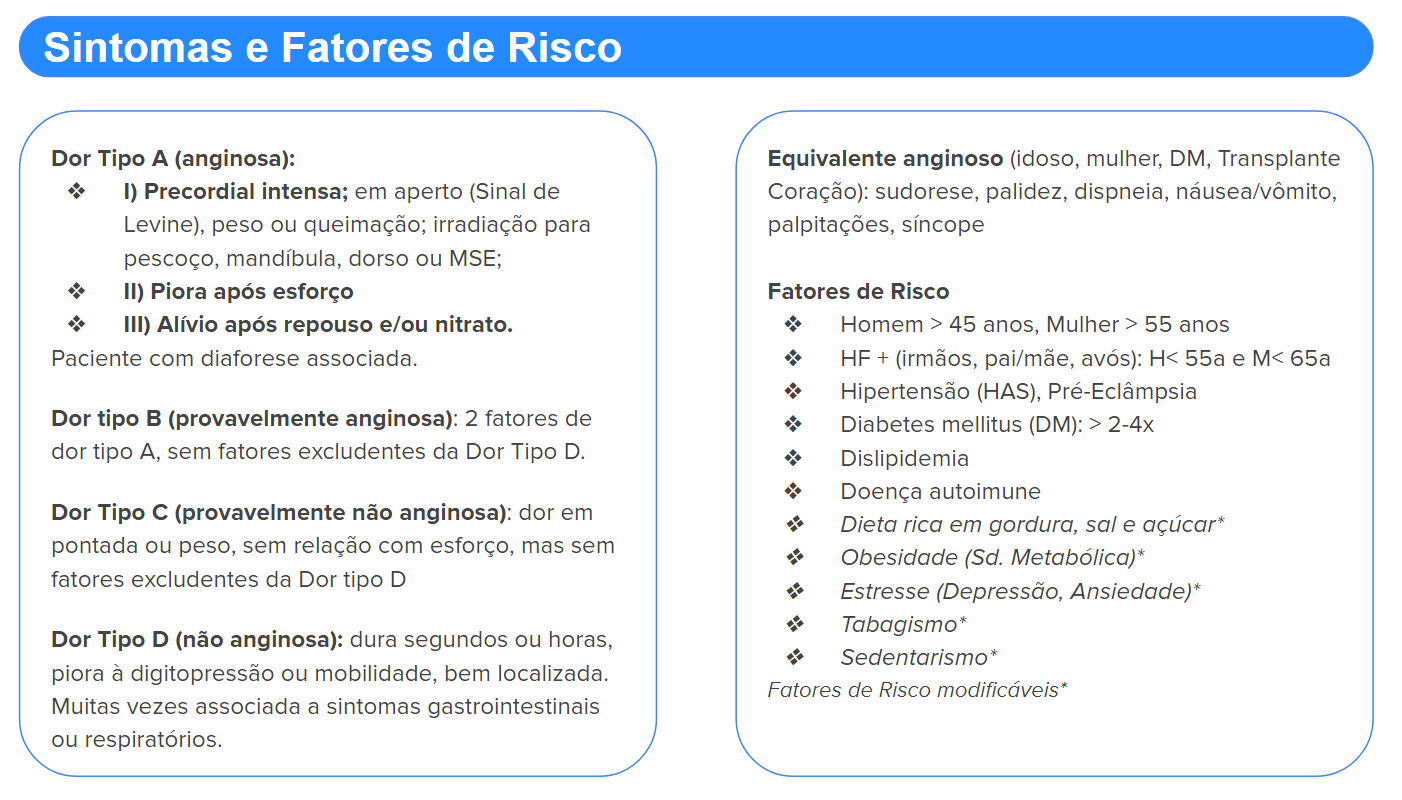 Sintomas e Fatores de Risco
Dor Tipo A (anginosa):
❖ I) Precordial intensa; em aperto (Sinal de
Levine), peso ou queimação; irradiação para
pescoço, mandíbula, dorso ou MSE;
❖ II) Piora após esforço
❖ III) Alívio após repouso e/ou nitrato.
Paciente com diaforese associada.
Dor tipo B (provavelmente anginosa): 2 fatores de
dor tipo A, sem fatores excludentes da Dor Tipo D.
Dor Tipo C (provavelmente não anginosa): dor em
pontada ou peso, sem relação com esforço, mas sem
fatores excludentes da Dor tipo D
Dor Tipo D (não anginosa): dura segundos ou horas,
piora à digitopressão ou mobilidade, bem localizada.
Muitas vezes associada a sintomas gastrointestinais
ou respiratórios.
Equivalente anginoso (idoso, mulher, DM, Transplante
Coração): sudorese, palidez, dispneia, náusea/vômito,
palpitações, síncope
Fatores de Risco
❖ Homem > 45 anos, Mulher > 55 anos
❖ HF + (irmãos, pai/mãe, avós): H< 55a e M< 65a
❖ Hipertensão (HAS), Pré-Eclâmpsia
❖ Diabetes mellitus (DM): > 2-4x
❖ Dislipidemia
❖ Doença autoimune
❖ Dieta rica em gordura, sal e açúcar*
❖ Obesidade (Sd. Metabólica)*
❖ Estresse (Depressão, Ansiedade)*
❖ Tabagismo*
❖ Sedentarismo*
Fatores de Risco modificáveis*